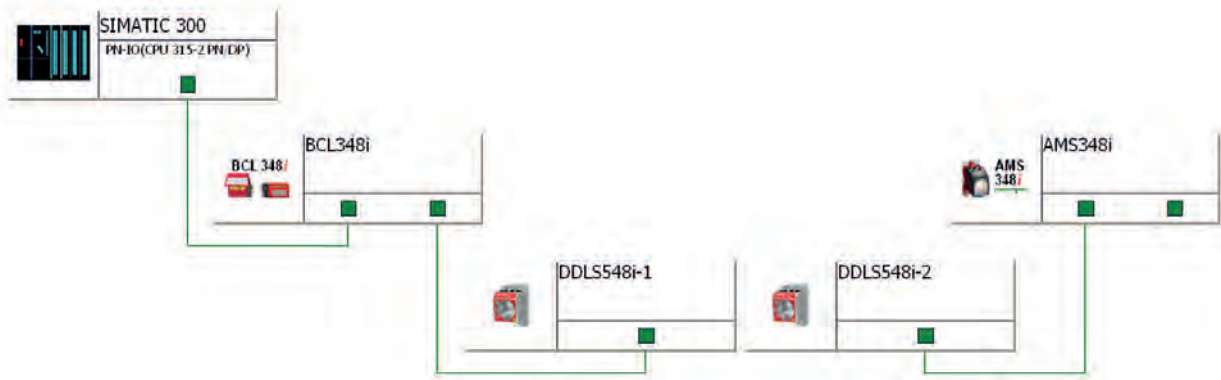 SIMATIC 300
PN-IO(CPU 315-2 PN/DP)
BCL 348i
BCL348i
AMS
348i
AMS348i
DDLS548i-1
DDLS548i-2